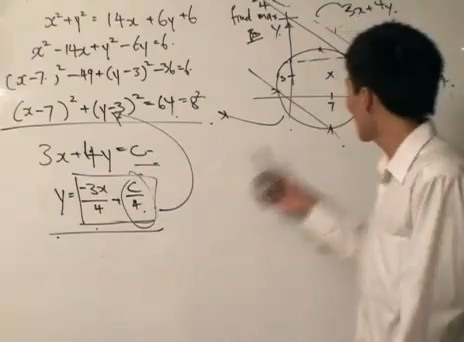 x² + y² = 14x + 6y + 6
x² - 14x + y² - 6y = 6
(x-7)² - 49 + (y-3)² - 36 = 6
(x-7)² + (y-3)² = 64 = 8²
3x + 4y = C
y = -3x/4 + C/4
find max
3x + 4y
y
3
x
7